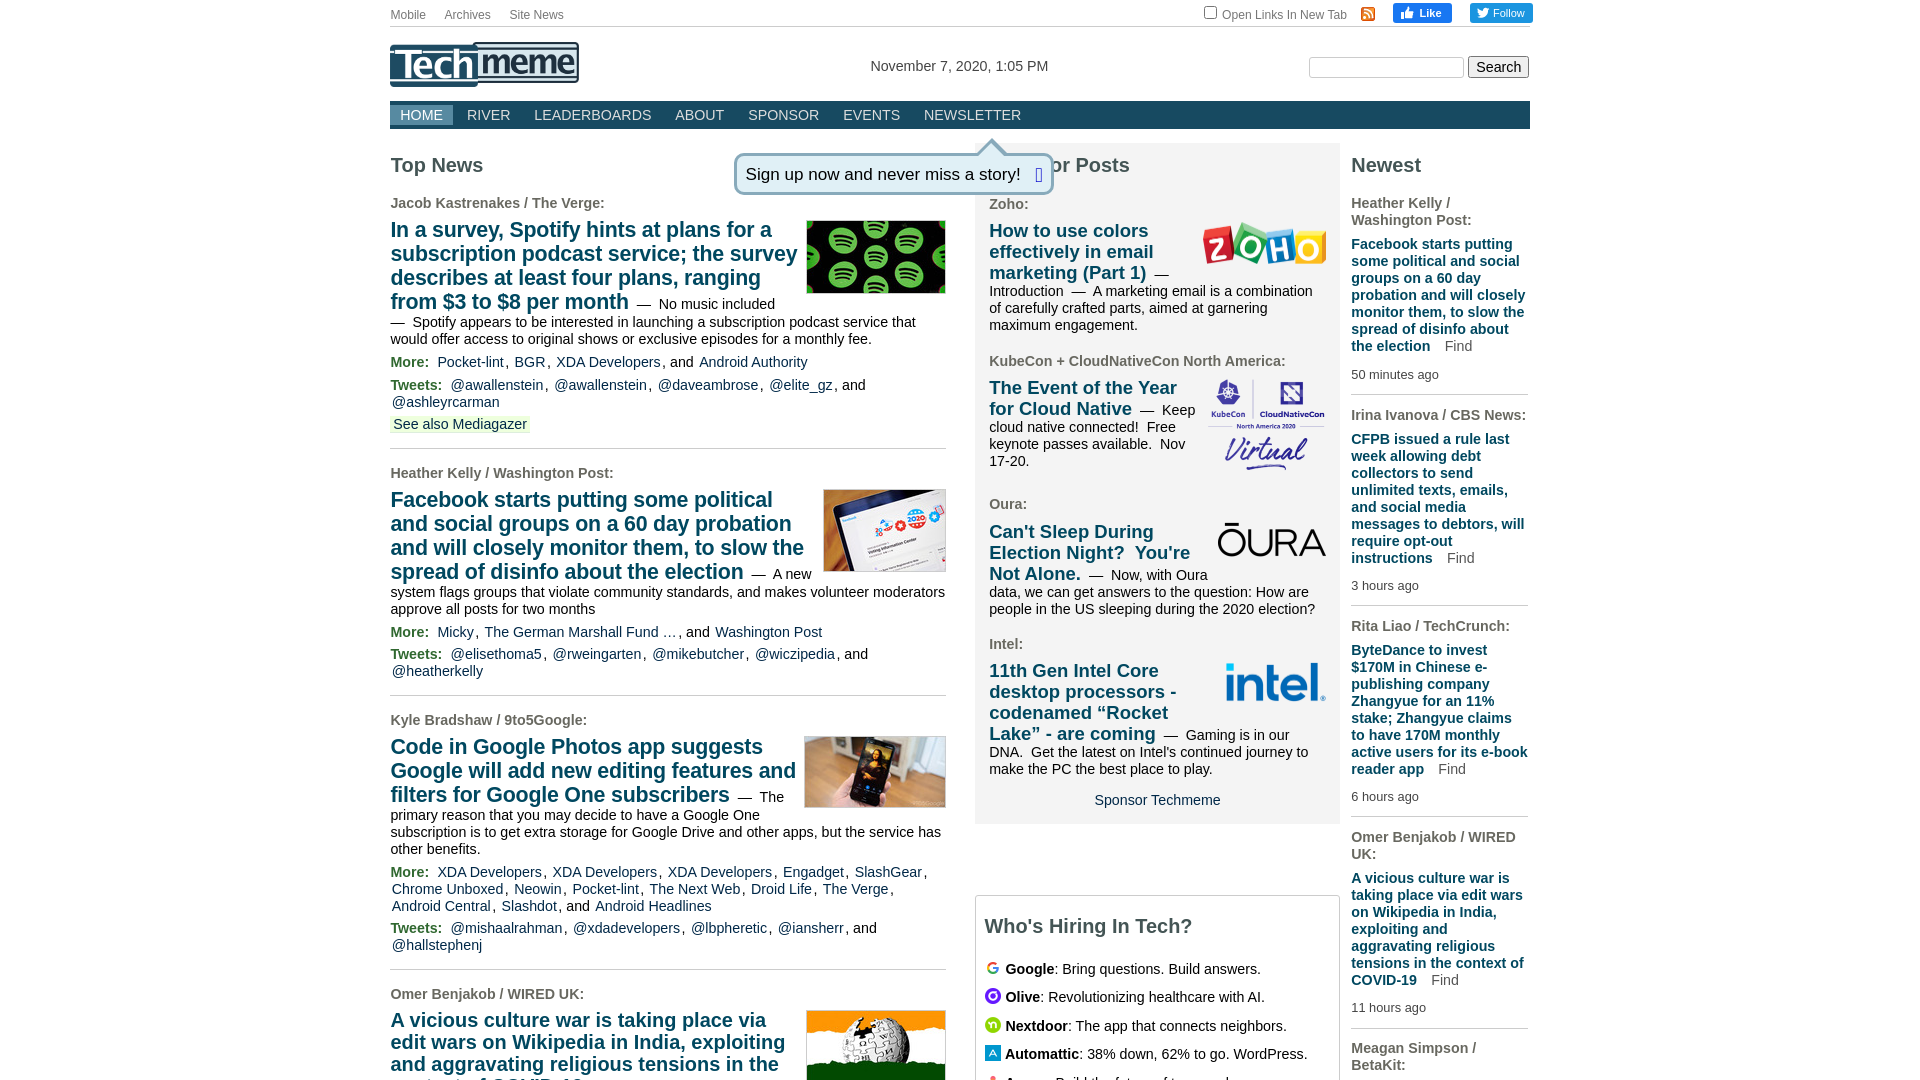 Mobile Archives Site News
Open Links In New Tab Like Follow
Techmeme
November 7, 2020, 1:05 PM
Search
HOME RIVER LEADERBOARDS ABOUT SPONSOR EVENTS NEWSLETTER
Sign up now and never miss a story!
Top News
Jacob Kastrenakes / The Verge:
In a survey, Spotify hints at plans for a
subscription podcast service; the survey
describes at least four plans, ranging
from $3 to $8 per month — No music included
— Spotify appears to be interested in launching a subscription podcast service that
would offer access to original shows or exclusive episodes for a monthly fee.
More: Pocket-lint, BGR, XDA Developers, and Android Authority
Tweets: @awallenstein, @awallenstein, @daveambrose, @elite_gz, and
@ashleyrcarman
See also Mediagazer
Heather Kelly / Washington Post:
Facebook starts putting some political
and social groups on a 60 day probation
and will closely monitor them, to slow the
spread of disinfo about the election — A new
system flags groups that violate community standards, and makes volunteer moderators
approve all posts for two months
More: Micky, The German Marshall Fund …, and Washington Post
Tweets: @elisethoma5, @rweingarten, @mikebutcher, @wiczipedia, and
@heatherkelly
Kyle Bradshaw / 9to5Google:
Code in Google Photos app suggests
Google will add new editing features and
filters for Google One subscribers — The
primary reason that you may decide to have a Google One
subscription is to get extra storage for Google Drive and other apps, but the service has
other benefits.
More: XDA Developers, XDA Developers, XDA Developers, Engadget, SlashGear,
Chrome Unboxed, Neowin, Pocket-lint, The Next Web, Droid Life, The Verge,
Android Central, Slashdot, and Android Headlines
Tweets: @mishaalrahman, @xdadevelopers, @lbpheretic, @iansherr, and
@hallstephenj
Omer Benjakob / WIRED UK:
A vicious culture war is taking place via
edit wars on Wikipedia in India, exploiting
and aggravating religious tensions in the
or Posts
Zoho:
ZOHO
How to use colors
effectively in email
marketing (Part 1) —
Introduction — A marketing email is a combination
of carefully crafted parts, aimed at garnering
maximum engagement.
KubeCon + CloudNativeCon North America:
The Event of the Year
for Cloud Native — Keep
cloud native connected! Free
keynote passes available. Nov
17-20.
KubeCon CloudNativeCon
North America 2020
Virtual
Oura:
ŌURA
Can't Sleep During
Election Night? You're
Not Alone. — Now, with Oura
data, we can get answers to the question: How are
people in the US sleeping during the 2020 election?
Intel:
intel
11th Gen Intel Core
desktop processors -
codenamed “Rocket
Lake” - are coming — Gaming is in our
DNA. Get the latest on Intel's continued journey to
make the PC the best place to play.
Sponsor Techmeme
Who's Hiring In Tech?
Google: Bring questions. Build answers.
Olive: Revolutionizing healthcare with AI.
Nextdoor: The app that connects neighbors.
Automattic: 38% down, 62% to go. WordPress.
Newest
Heather Kelly /
Washington Post:
Facebook starts putting
some political and social
groups on a 60 day
probation and will closely
monitor them, to slow the
spread of disinfo about
the election Find
50 minutes ago
Irina Ivanova / CBS News:
CFPB issued a rule last
week allowing debt
collectors to send
unlimited texts, emails,
and social media
messages to debtors, will
require opt-out
instructions Find
3 hours ago
Rita Liao / TechCrunch:
ByteDance to invest
$170M in Chinese e-
publishing company
Zhangyue for an 11%
stake; Zhangyue claims
to have 170M monthly
active users for its e-book
reader app Find
6 hours ago
Omer Benjakob / WIRED
UK:
A vicious culture war is
taking place via edit wars
on Wikipedia in India,
exploiting and
aggravating religious
tensions in the context of
COVID-19 Find
11 hours ago
Meagan Simpson /
BetaKit: